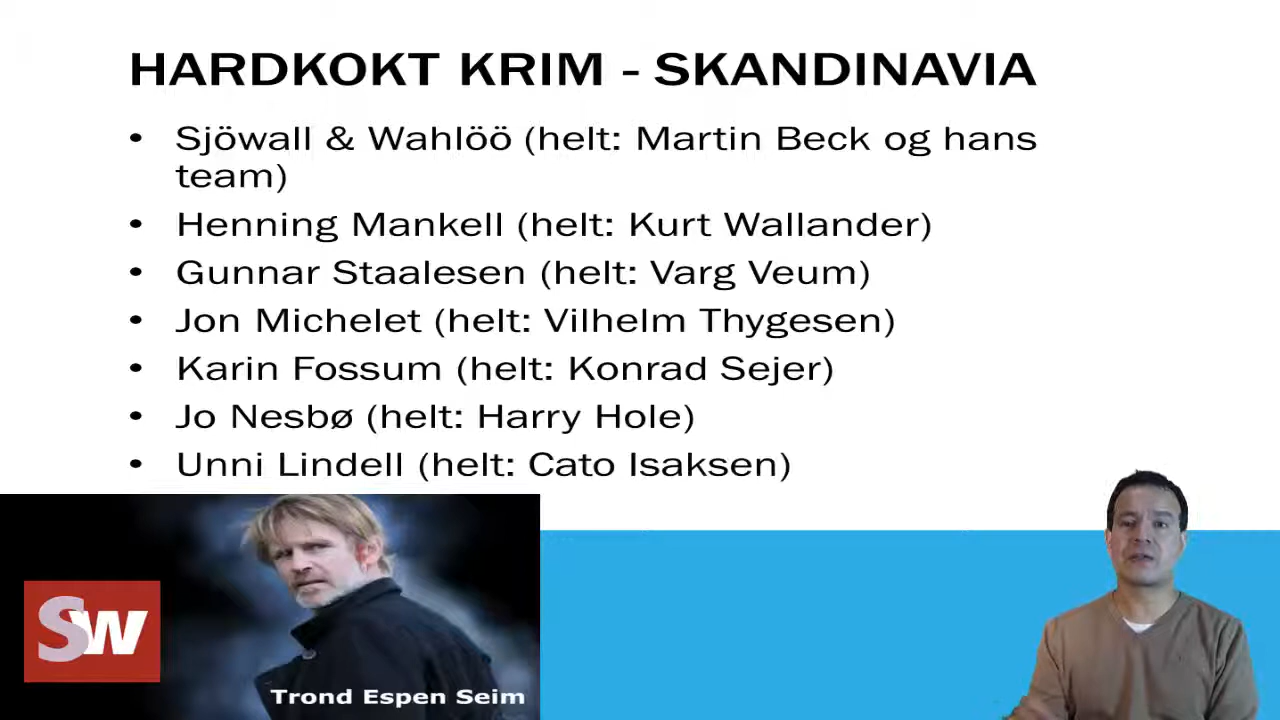 HARDKOKT KRIM - SKANDINAVIA
• Sjöwall & Wahlöö (helt: Martin Beck og hans
team)
• Henning Mankell (helt: Kurt Wallander)
• Gunnar Staalesen (helt: Varg Veum)
• Jon Michelet (helt: Vilhelm Thygesen)
• Karin Fossum (helt: Konrad Sejer)
• Jo Nesbø (helt: Harry Hole)
• Unni Lindell (helt: Cato Isaksen)
SW
Trond Espen Seim